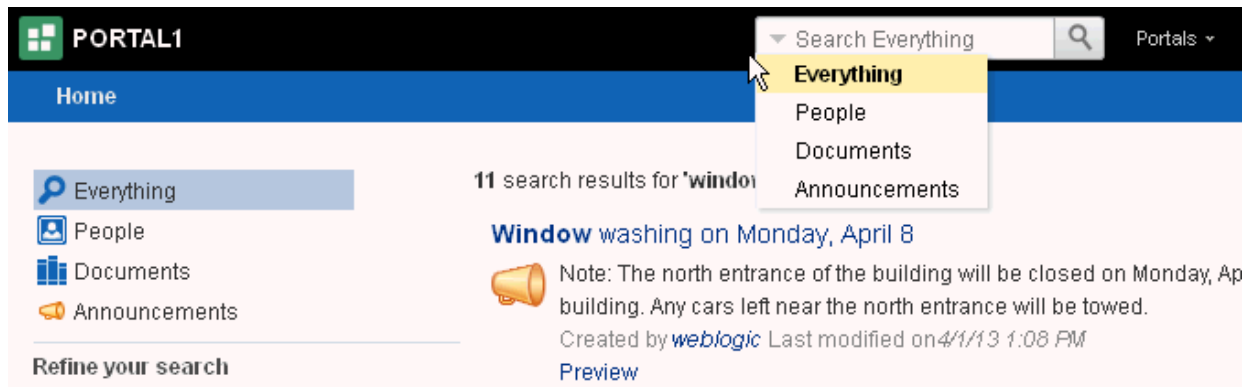 PORTAL1
Search Everything
Portals
Home
Everything
People
Documents
Announcements
Everything
People
Documents
Announcements
Refine your search
11 search results for 'window
Window washing on Monday, April 8
Note: The north entrance of the building will be closed on Monday, Ap
building. Any cars left near the north entrance will be towed.
Created by weblogic Last modified on 4/1/13 1:08 PM
Preview